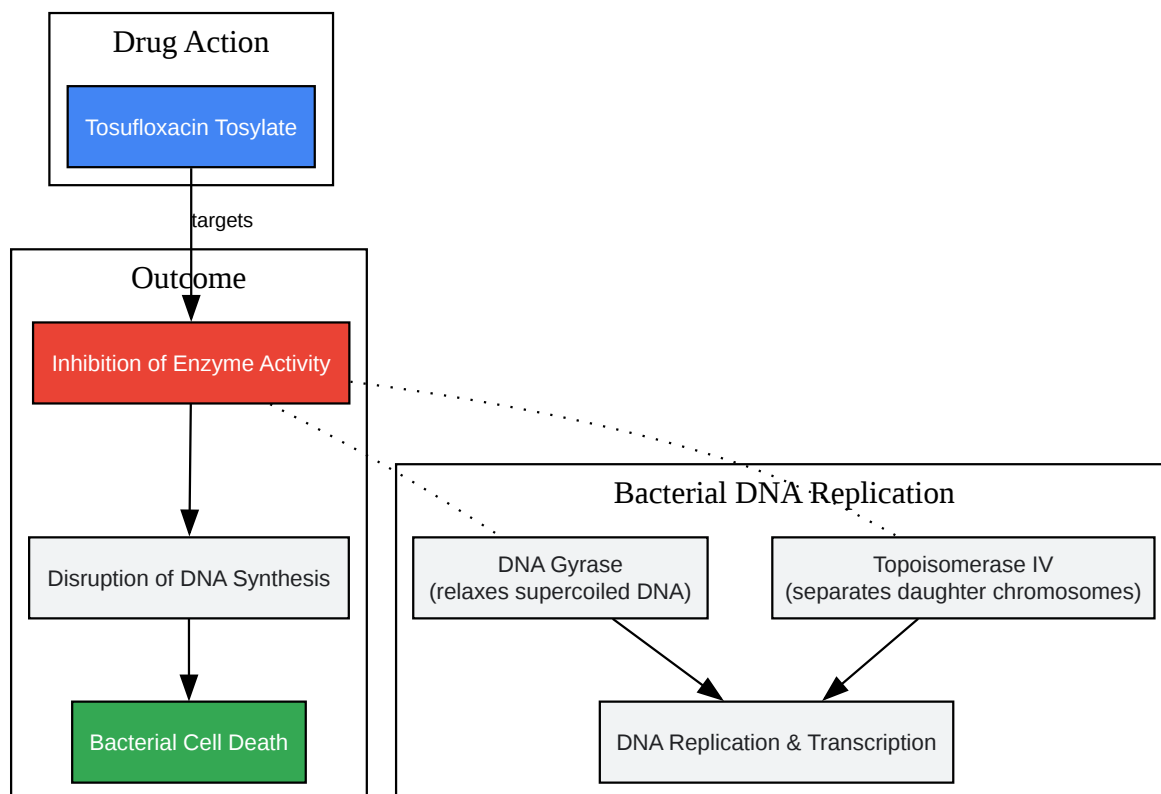 Drug Action
Tosufloxacin Tosylate
targets
Outcome
Inhibition of Enzyme Activity
Disruption of DNA Synthesis
Bacterial Cell Death
Bacterial DNA Replication
DNA Gyrase
(relaxes supercoiled DNA)
Topoisomerase IV
(separates daughter chromosomes)
DNA Replication & Transcription